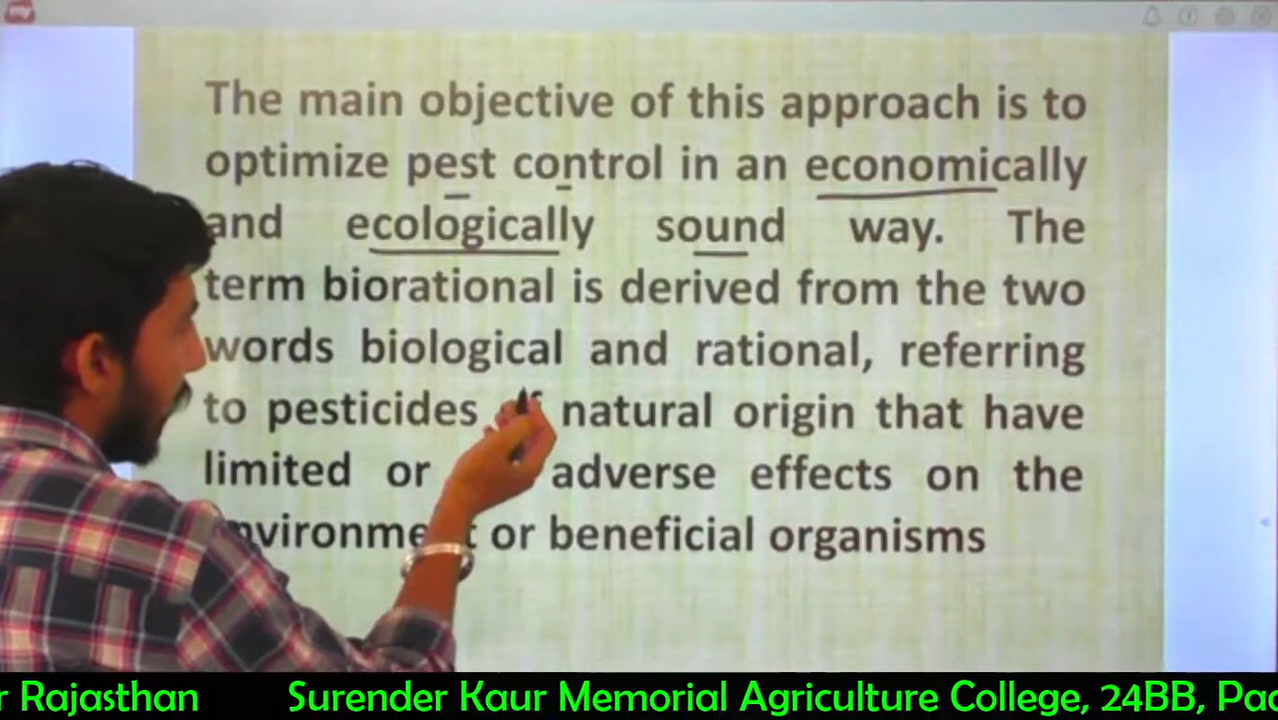 The main objective of this approach is to
optimize pest control in an economically
and ecologically sound way. The
term biorational is derived from the two
words biological and rational, referring
to pesticides natural origin that have
limited or adverse effects on the
or beneficial organisms
r Rajasthan Surender Kaur Memorial Agriculture College, 24BB, Pad